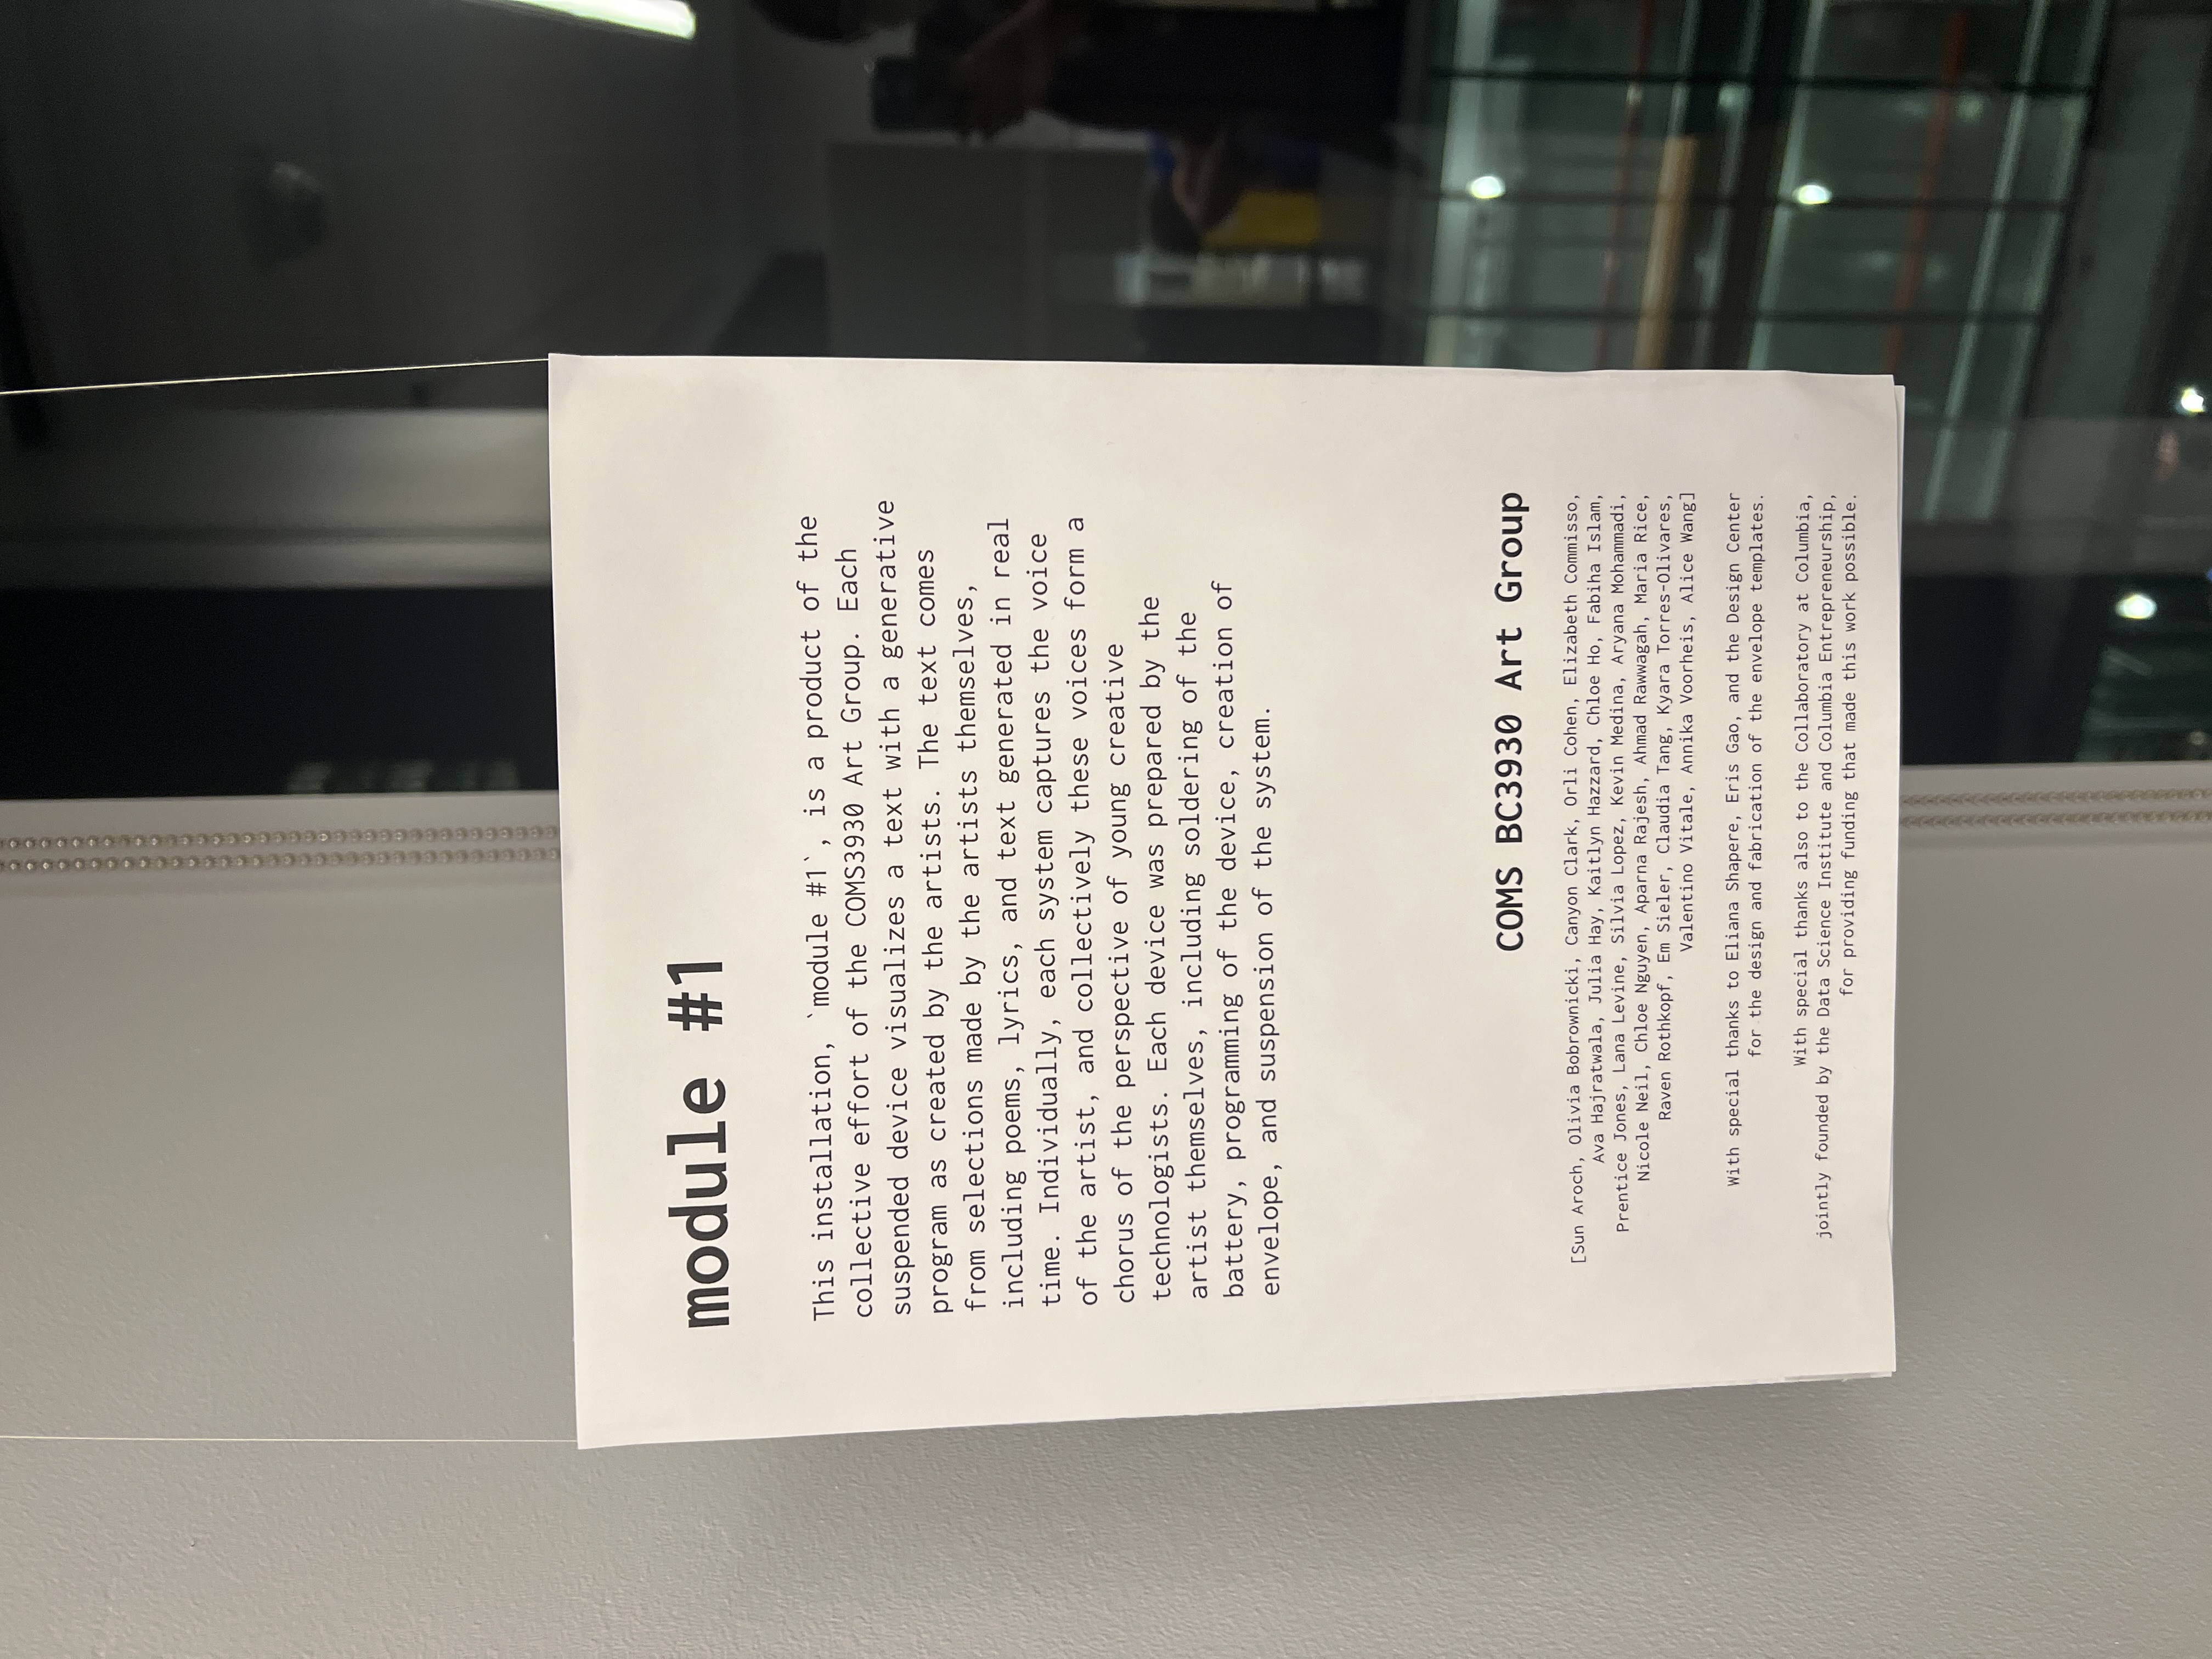 module #1
This installation, `module #1`, is a product of the
collective effort of the COMS3930 Art Group. Each
suspended device visualizes a text with a generative
program as created by the artists. The text comes
from selections made by the artists themselves,
including poems, lyrics, and text generated in real
time. Individually, each system captures the voice
of the artist, and collectively these voices form a
chorus of the perspective of young creative
technologists. Each device was prepared by the
artist themselves, including soldering of the
battery, programming of the device, creation of
envelope, and suspension of the system.
COMS BC3930 Art Group
[Sun Aroch, Olivia Bobrownicki, Canyon Clark, Orli Cohen, Elizabeth Commisso,
Ava Hajratwala, Julia Hay, Kaitlyn Hazzard, Chloe Ho, Fabiha Islam,
Prentice Jones, Lana Levine, Silvia Lopez, Kevin Medina, Aryana Mohammadi,
Nicole Neil, Chloe Nguyen, Aparna Rajesh, Ahmad Rawwagah, Maria Rice,
Raven Rothkopf, Em Sieler, Claudia Tang, Kyara Torres-Olivares,
Valentino Vitale, Annika Voorheis, Alice Wang]
With special thanks to Eliana Shapere, Eris Gao, and the Design Center
for the design and fabrication of the envelope templates.
With special thanks also to the Collaboratory at Columbia,
jointly founded by the Data Science Institute and Columbia Entrepreneurship,
for providing funding that made this work possible.